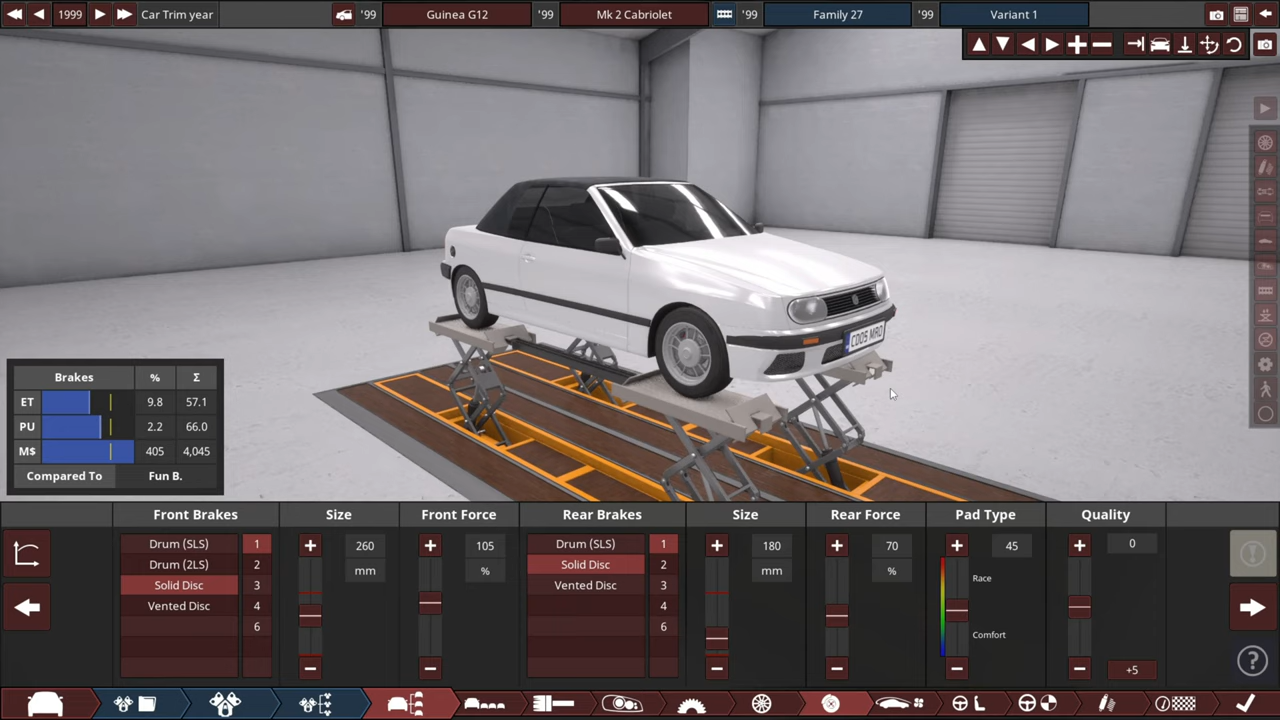 1999 Car Trim year '99 Guinea G12 '99 Mk 2 Cabriolet '99 Family 27 '99 Variant 1
CD05 MRO
Brakes % Σ
ET 9.8 57.1
PU 2.2 66.0
M$ 405 4,045
Compared To Fun B.
Front Brakes Size Front Force Rear Brakes Size Rear Force Pad Type Quality
Drum (SLS) 1 + 260 + 105 Drum (SLS) 1 + 180 + 70 + 45 + 0
Drum (2LS) 2 mm % Solid Disc 2 mm %
Solid Disc 3 Vented Disc 3 Race
Vented Disc 4 4
6 6 Comfort
+5
?